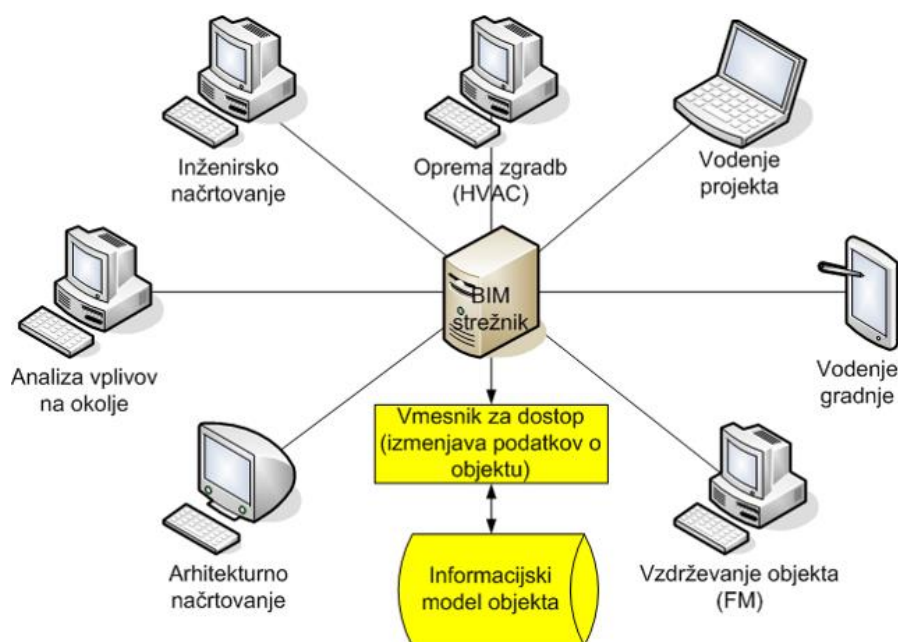 Inženirsko
načrtovanje
Oprema zgradb
(HVAC)
Vodenje
projekta
BIM
strežnik
Analiza vplivov
na okolje
Vodenje
gradnje
Vmesnik za dostop
(izmenjava podatkov o
objektu)
Arhitekturno
načrtovanje
Informacijski
model objekta
Vzdrževanje objekta
(FM)